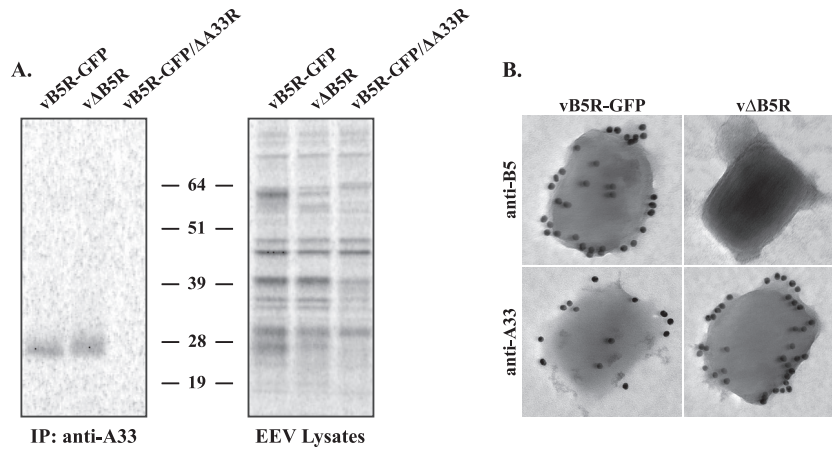 A.
vB5R-GFP
vΔB5R
vB5R-GFP/ΔA33R
vB5R-GFP
vΔB5R
vB5R-GFP/ΔA33R
— 64 —
— 51 —
— 39 —
— 28 —
— 19 —
IP: anti-A33
EEV Lysates
B.
vB5R-GFP
vΔB5R
anti-B5
anti-A33